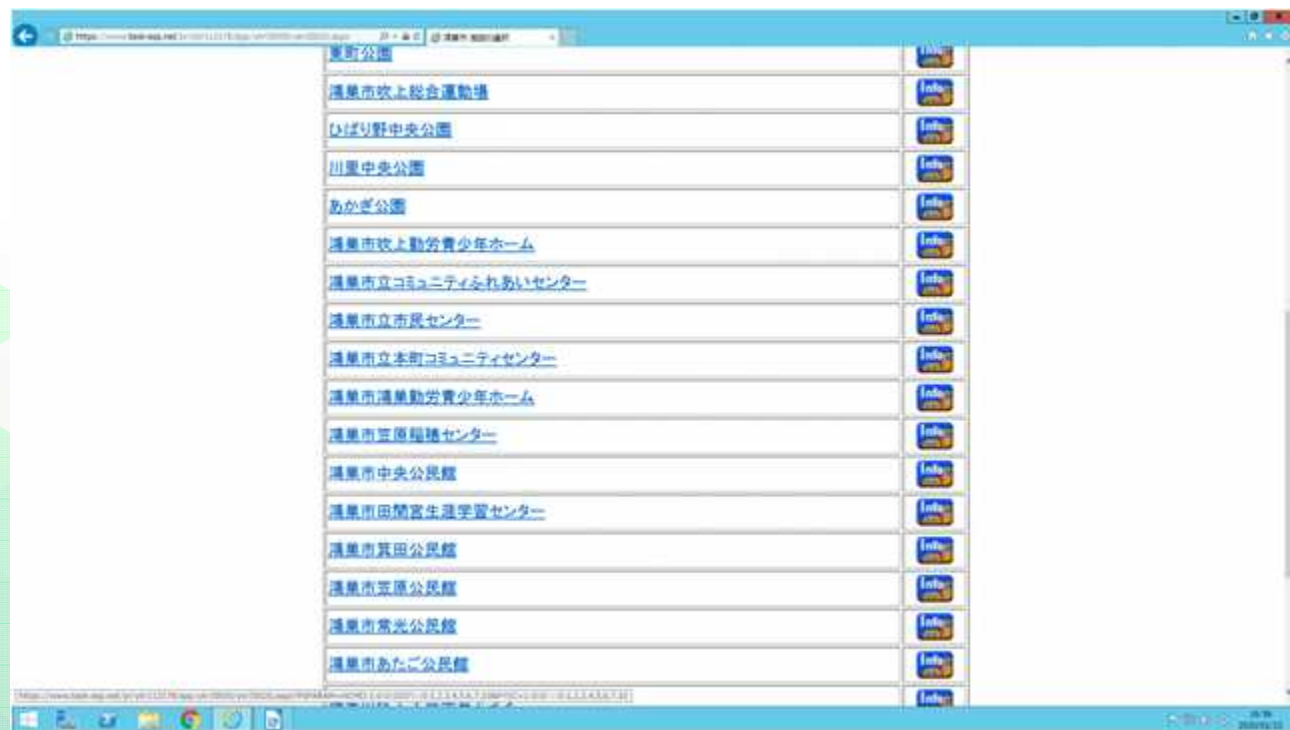 東町公園
鴻巣市吹上総合運動場
ひばり野中央公園
川里中央公園
あかぎ公園
鴻巣市吹上勤労青少年ホーム
鴻巣市立コミュニティふれあいセンター
鴻巣市立市民センター
鴻巣市立本町コミュニティセンター
鴻巣市鴻巣勤労青少年ホーム
鴻巣市笠原稲穂センター
鴻巣市中央公民館
鴻巣市田間宮生涯学習センター
鴻巣市箕田公民館
鴻巣市笠原公民館
鴻巣市常光公民館
鴻巣市あたご公民館